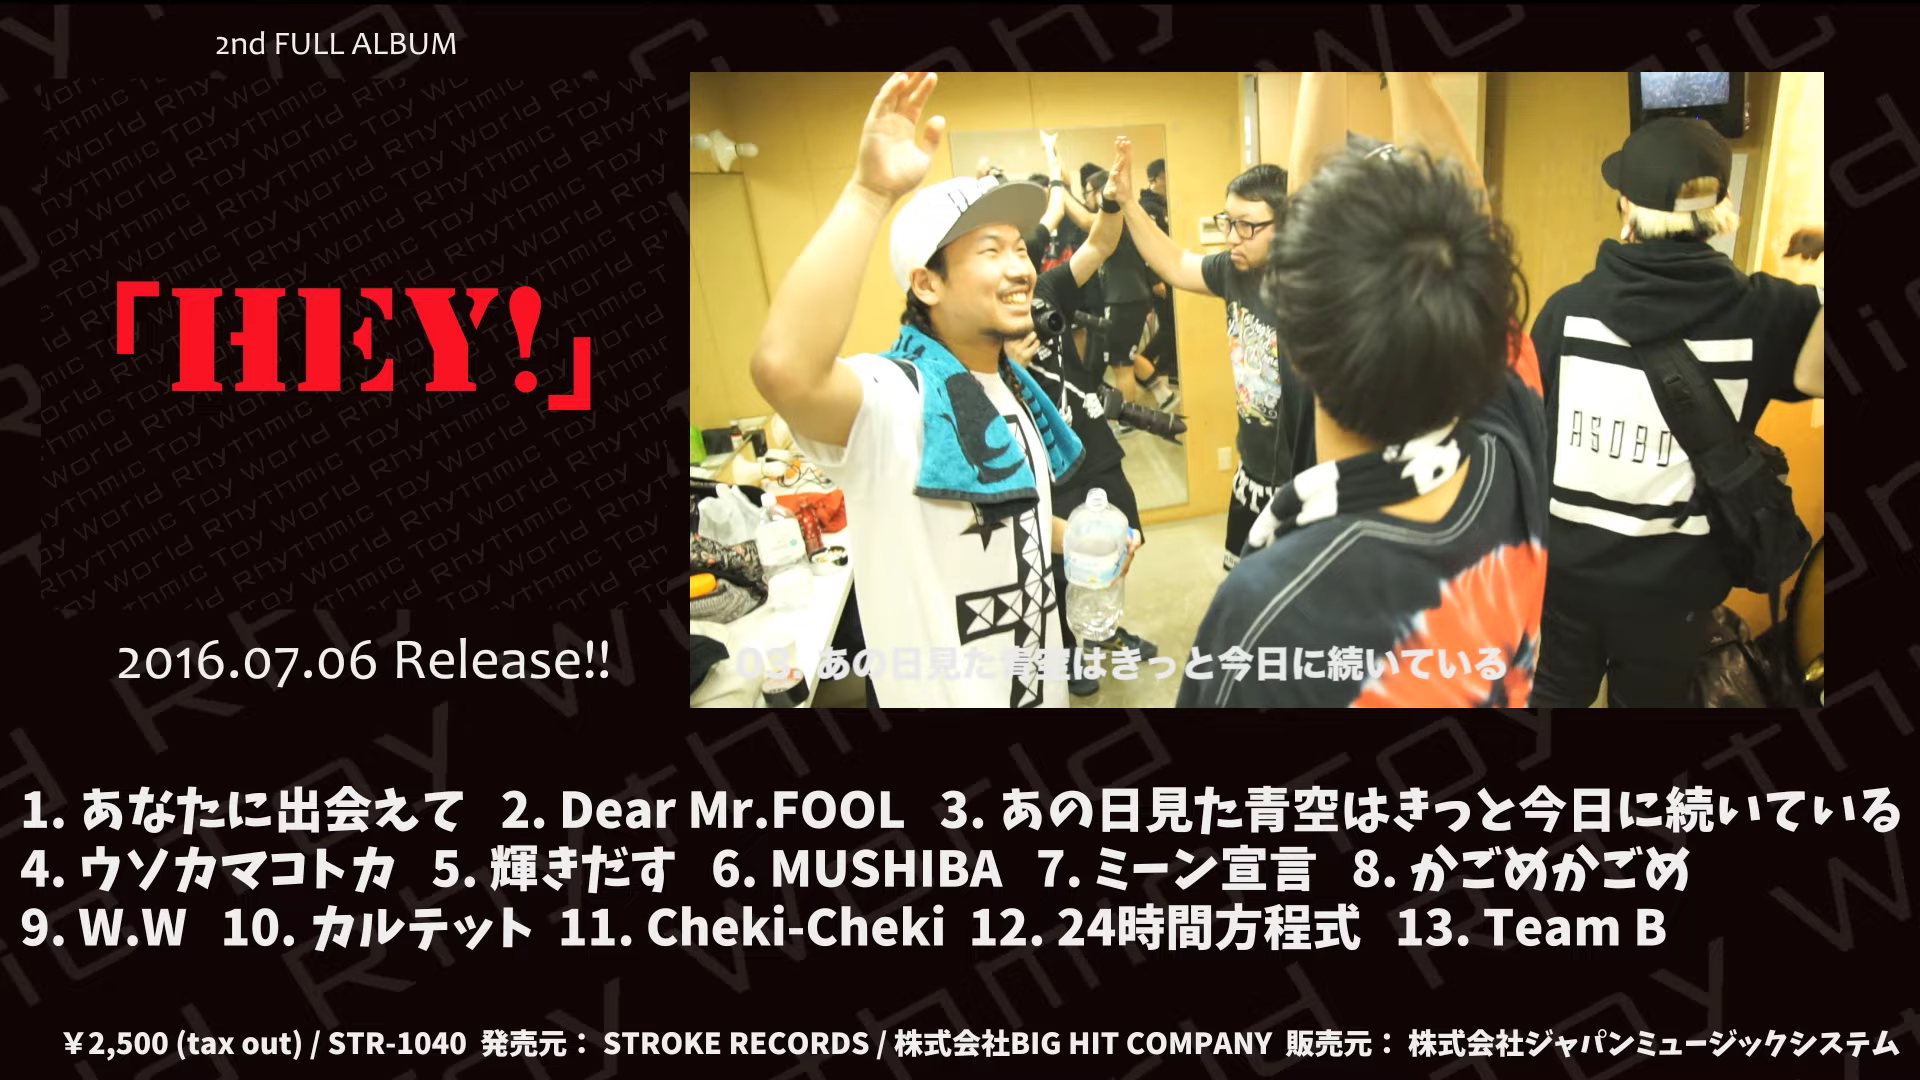 2nd FULL ALBUM
「HEY!」
2016.07.06 Release!!
ASOBO
03. あの日見た青空はきっと今日に続いている
1. あなたに出会えて 2. Dear Mr.FOOL 3. あの日見た青空はきっと今日に続いている
4. ウソカマコトカ 5. 輝きだす 6. MUSHIBA 7. ミーン宣言 8. かごめかごめ
9. W.W 10. カルテット 11. Cheki-Cheki 12. 24時間方程式 13. Team B
￥2,500 (tax out) / STR-1040 発売元： STROKE RECORDS / 株式会社BIG HIT COMPANY 販売元： 株式会社ジャパンミュージックシステム
Rhythmic Toy World